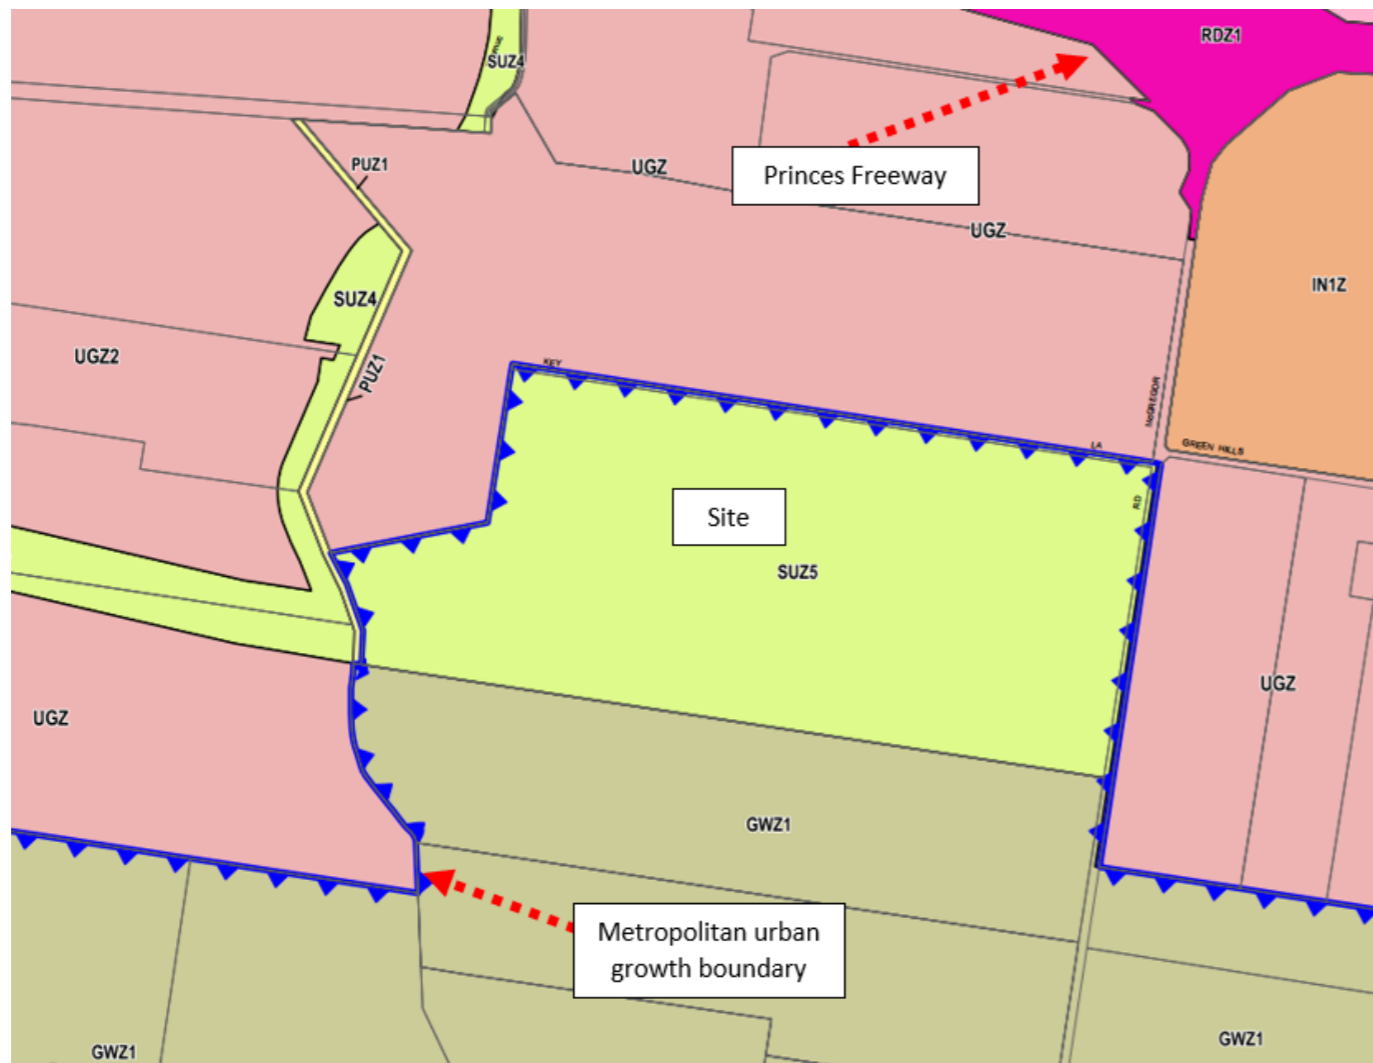 RDZ1
SUZ4
PUZ1
UGZ
Princes Freeway
UGZ
IN1Z
SUZ4
UGZ2
PUZ1
KEY
McGREGOR
LA
GREEN HILLS
RD
Site
SUZ5
UGZ
UGZ
GWZ1
Metropolitan urban
growth boundary
GWZ1
GWZ1